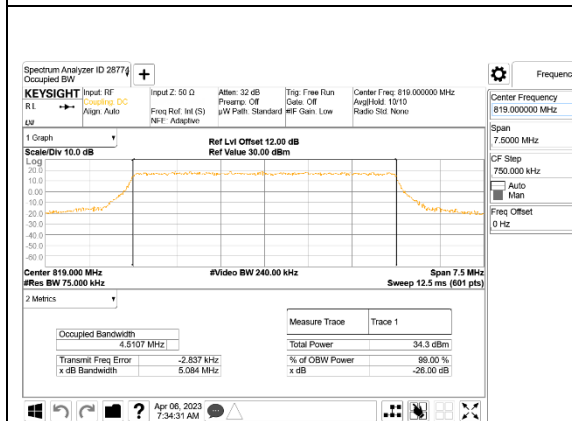 Spectrum Analyzer ID 28774
Occupied BW
+
Frequenc
KEYSIGHT
RL
Input: RF
Coupling: DC
Align: Auto
Input Z: 50 Ω
Freq Ref: Int (S)
NFE: Adaptive
Atten: 32 dB
Preamp: Off
µW Path: Standard
Trig: Free Run
Gate: Off
#IF Gain: Low
Center Freq: 819.000000 MHz
Avg|Hold: 10/10
Radio Std: None
Center Frequency
819.000000 MHz
Span
7.5000 MHz
CF Step
750.000 kHz
Auto
Man
Freq Offset
0 Hz
1 Graph
Scale/Div 10.0 dB
Ref Lvl Offset 12.00 dB
Ref Value 30.00 dBm
Log
20.0
10.0
0.00
-10.0
-20.0
-30.0
-40.0
-50.0
-60.0
Center 819.000 MHz
#Video BW 240.00 kHz
Span 7.5 MHz
#Res BW 75.000 kHz
Sweep 12.5 ms (601 pts)
2 Metrics
Occupied Bandwidth
4.5107 MHz
Transmit Freq Error -2.837 kHz
x dB Bandwidth 5.084 MHz
Measure Trace Trace 1
Total Power 34.3 dBm
% of OBW Power 99.00 %
x dB -26.00 dB
?
Apr 06, 2023
7:34:31 AM